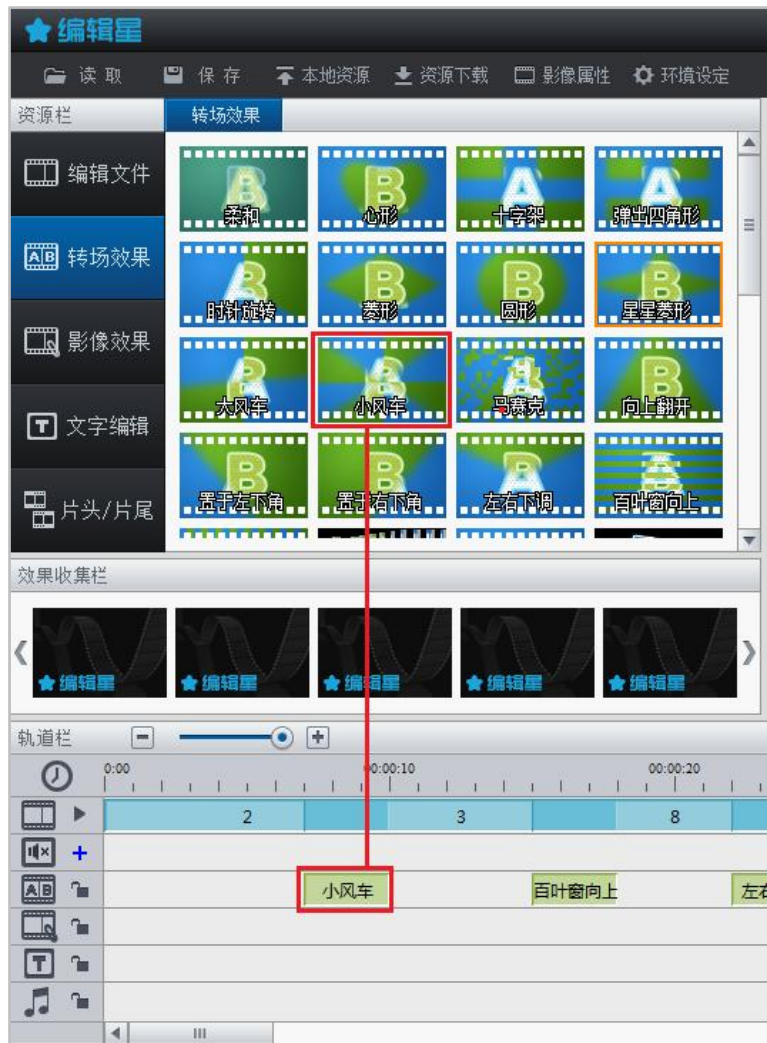 编辑星
读取 保存 本地资源 资源下载 影像属性 环境设定
资源栏 转场效果
编辑文件
转场效果
影像效果
文字编辑
片头/片尾
柔和 心形 十字架 弹出四角形
时针旋转 菱形 圆形 星星菱形
大风车 小风车 马赛克 向上翻开
置于左下角 置于右下角 左右下调 百叶窗向上
效果收集栏
编辑星 编辑星 编辑星 编辑星 编辑星
轨道栏
0:00 00:00:10 00:00:20
2 3 8
小风车 百叶窗向上 左右